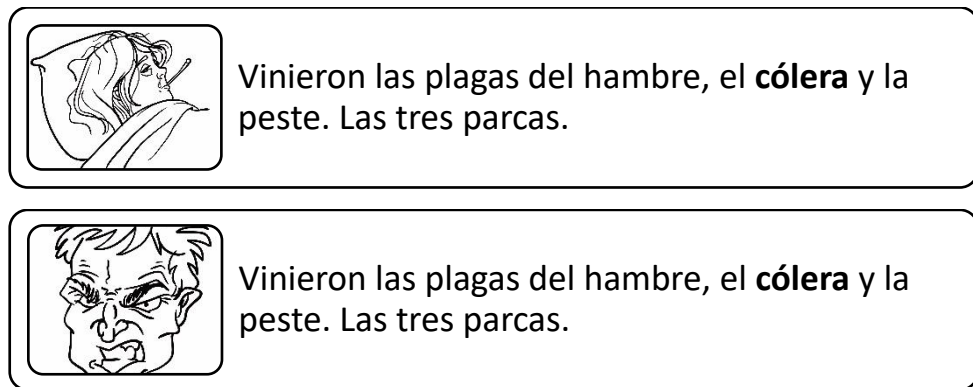 Vinieron las plagas del hambre, el cólera y la
peste. Las tres parcas.
Vinieron las plagas del hambre, el cólera y la
peste. Las tres parcas.